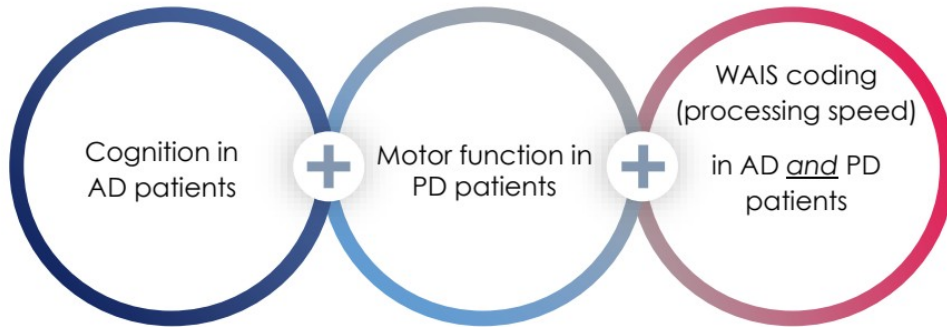 Cognition in
AD patients
+
Motor function in
PD patients
+
WAIS coding
(processing speed)
in AD and PD
patients